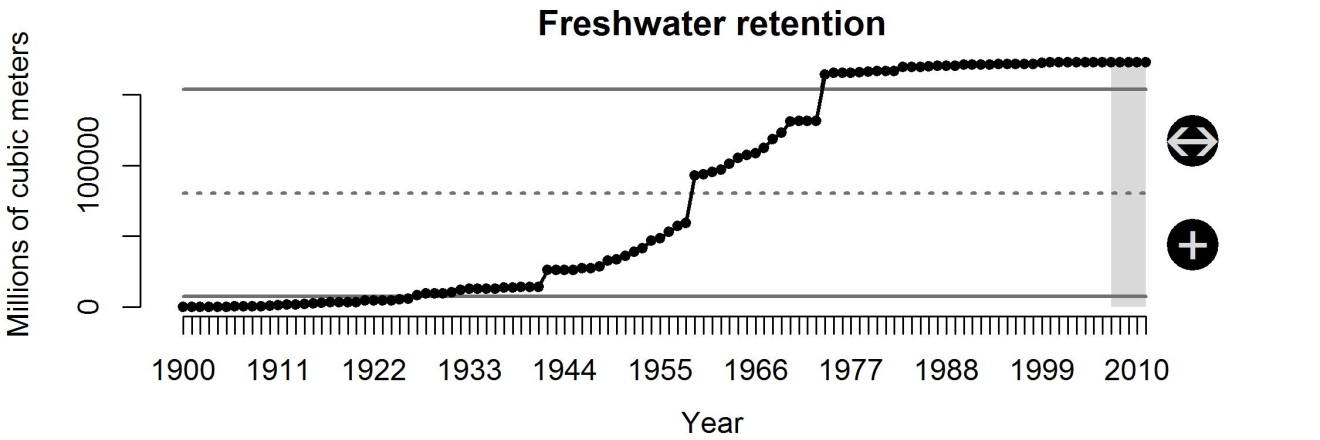 Freshwater retention
Millions of cubic meters
100000
0
1900 1911 1922 1933 1944 1955 1966 1977 1988 1999 2010
Year